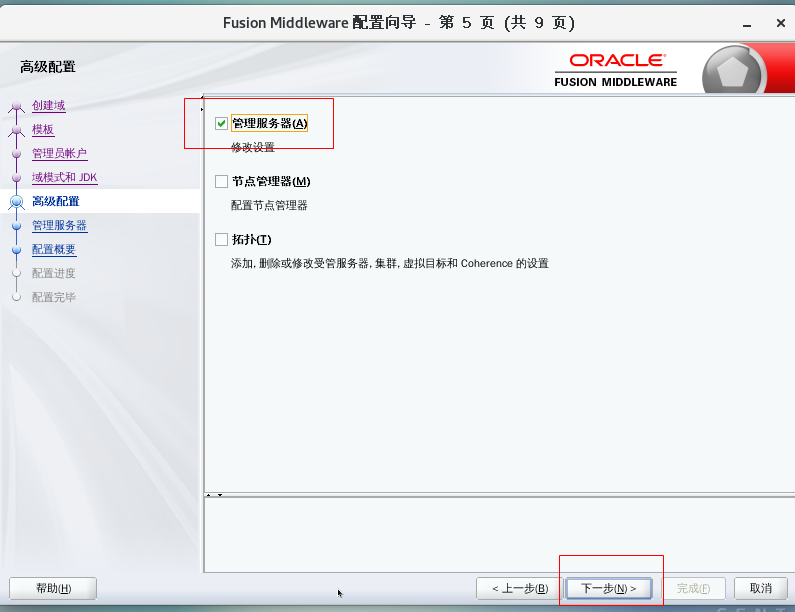 Fusion Middleware 配置向导 - 第 5 页 (共 9 页)
高级配置
ORACLE
FUSION MIDDLEWARE
创建域
模板
管理员帐户
域模式和 JDK
高级配置
管理服务器
配置概要
配置进度
配置完毕
管理服务器(A)
修改设置
节点管理器(M)
配置节点管理器
拓扑(T)
添加, 删除或修改受管服务器, 集群, 虚拟目标和 Coherence 的设置
帮助(H)
< 上一步(B)
下一步(N) >
完成(F)
取消